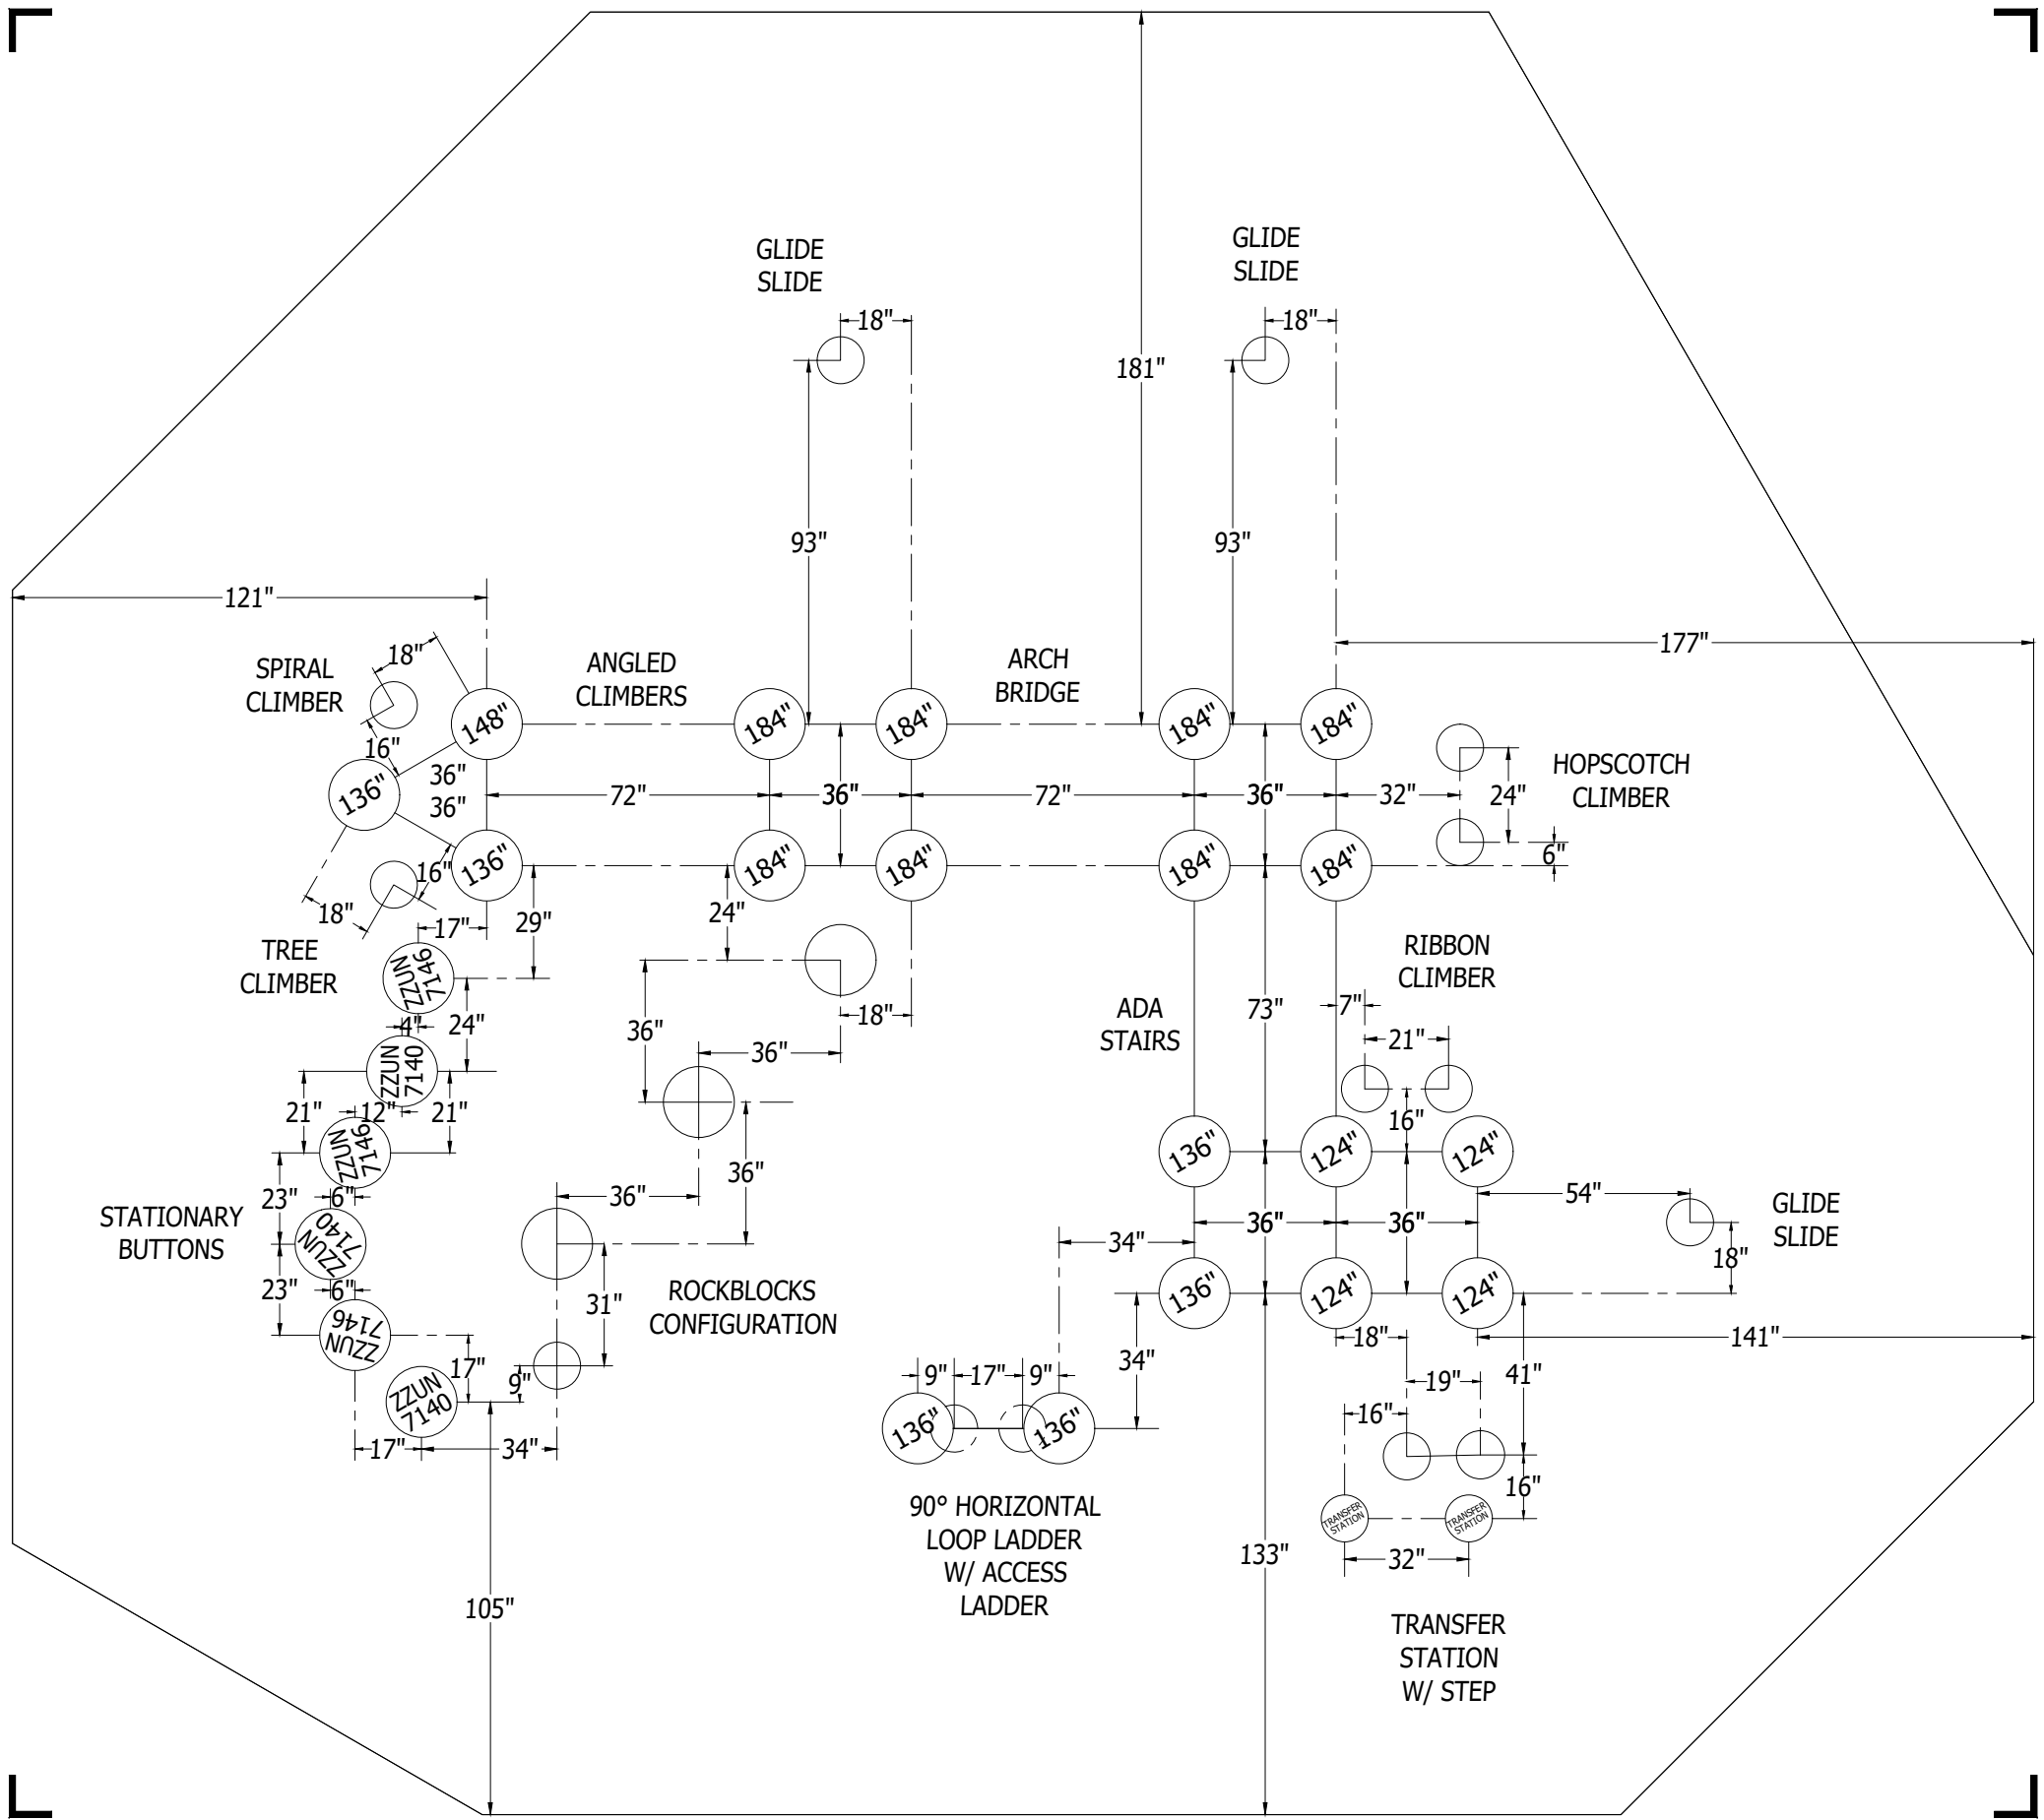 GLIDE
SLIDE
GLIDE
SLIDE
18"
18"
181"
93"
93"
121"
177"
18"
SPIRAL
CLIMBER
ANGLED
CLIMBERS
ARCH
BRIDGE
148"
184"
184"
184"
184"
16"
36"
36"
136"
72"
36"
72"
36"
32"
24"
HOPSCOTCH
CLIMBER
6"
136"
184"
184"
184"
184"
16"
18"
17"
29"
24"
TREE
CLIMBER
ZZUN
7146
RIBBON
CLIMBER
ADA
STAIRS
73"
7"
18"
36"
4"
24"
36"
21"
ZZUN
7140
21"
12"
21"
16"
ZZUN
7146
136"
124"
124"
36"
23"
6"
36"
54"
STATIONARY
BUTTONS
ZZUN
7140
GLIDE
SLIDE
36"
36"
34"
18"
23"
6"
31"
ROCKBLOCKS
CONFIGURATION
136"
124"
124"
ZZUN
7146
18"
141"
17"
9"
34"
41"
9"
17"
9"
19"
ZZUN
7140
16"
136"
136"
17"
34"
16"
90° HORIZONTAL
LOOP LADDER
W/ ACCESS
LADDER
TRANSFER
STATION
TRANSFER
STATION
133"
32"
105"
TRANSFER
STATION
W/ STEP